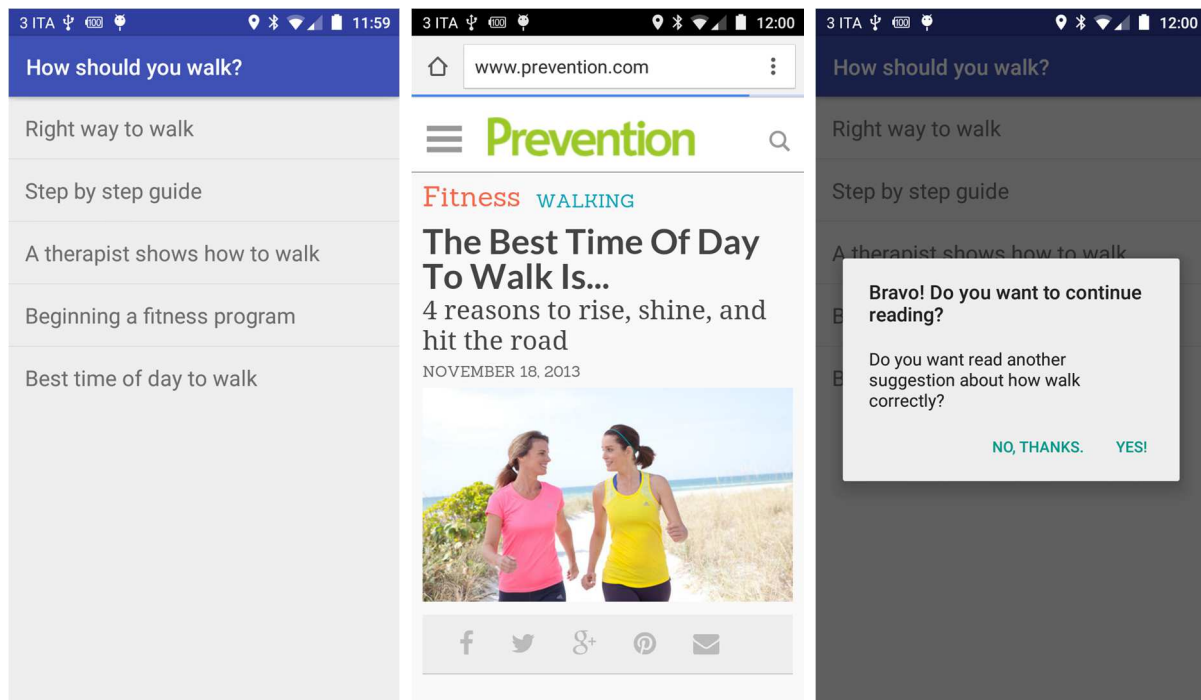 3 ITA 100 11:59
How should you walk?
Right way to walk
Step by step guide
A therapist shows how to walk
Beginning a fitness program
Best time of day to walk
3 ITA 100 12:00
www.prevention.com
Prevention
Fitness WALKING
The Best Time Of Day
To Walk Is...
4 reasons to rise, shine, and
hit the road
NOVEMBER 18, 2013
f g+
3 ITA 100 12:00
How should you walk?
Right way to walk
Step by step guide
A therapist shows how to walk
B
B
Bravo! Do you want to continue
reading?
Do you want read another
suggestion about how walk
correctly?
NO, THANKS. YES!